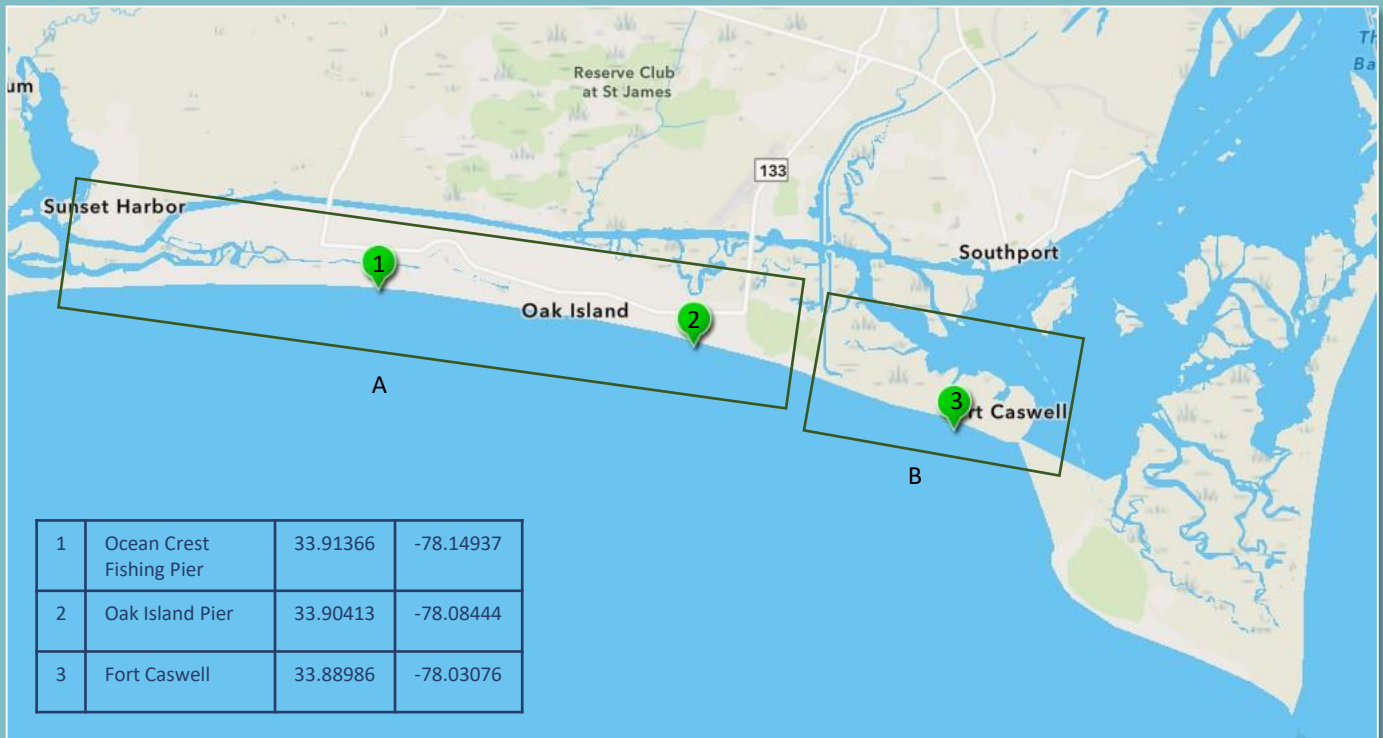 um
Reserve Club
at St James
Th
Ba
133
Sunset Harbor
Southport
1
Oak Island
2
A
3
rt Caswell
B
1 Ocean Crest 33.91366 -78.14937
Fishing Pier
2 Oak Island Pier 33.90413 -78.08444
3 Fort Caswell 33.88986 -78.03076